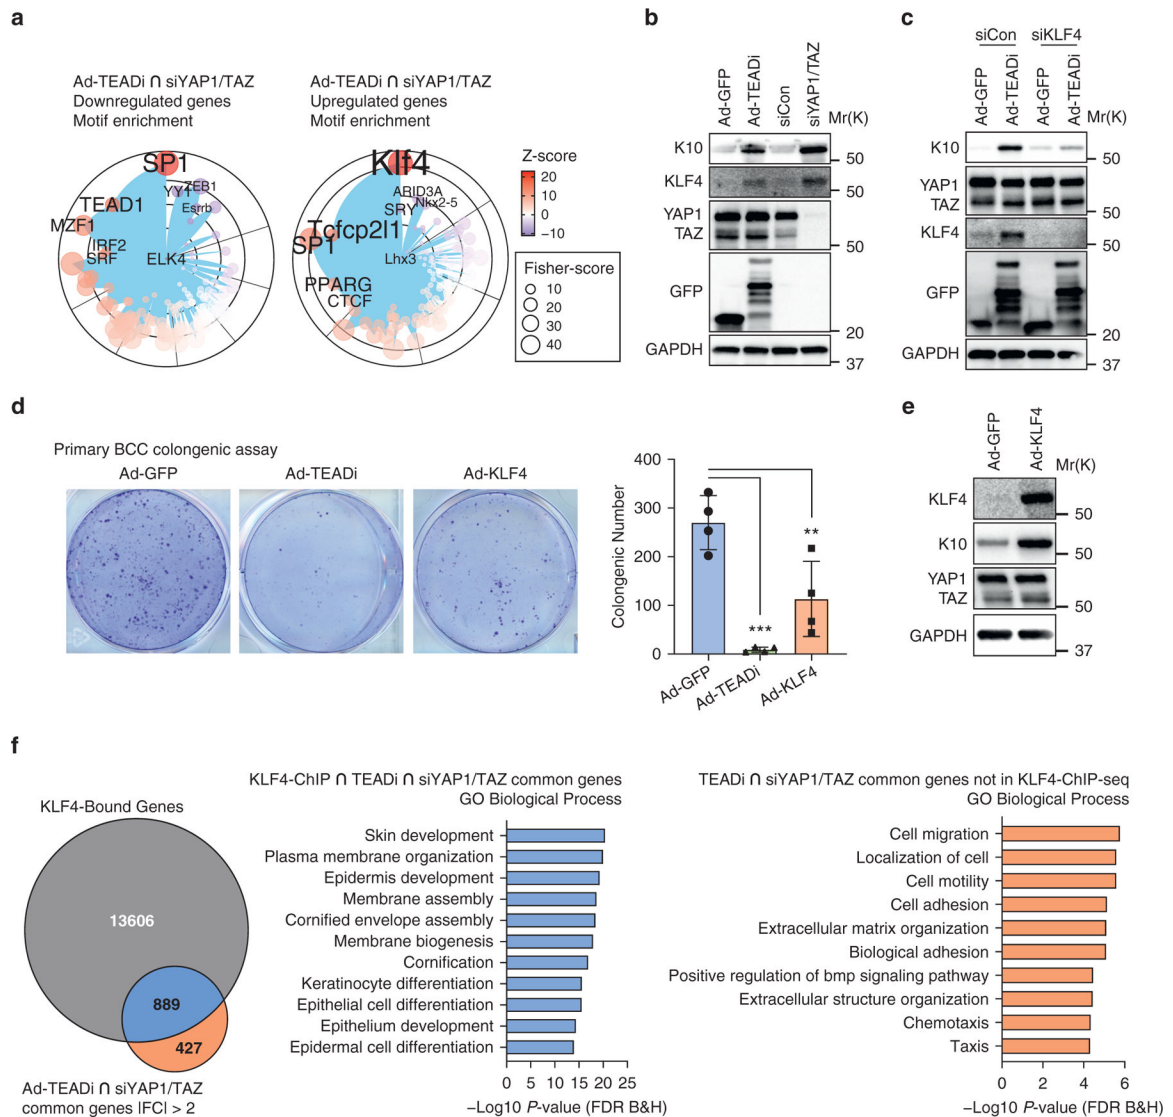 a
Ad-TEADi ∩ siYAP1/TAZ
Downregulated genes
Motif enrichment
SP1
YY1
ZEB1
Esrrb
TEAD1
MZF1
IRF2
SRF
ELK4
Ad-TEADi ∩ siYAP1/TAZ
Upregulated genes
Motif enrichment
Klf4
ARID3A
Nkx2-5
SRY
Tcfcp2l1
SP1
Lhx3
PPARG
CTCF
Z-score
20
10
0
−10
Fisher-score
10
20
30
40
b
Ad-GFP
Ad-TEADi
siCon
siYAP1/TAZ
Mr(K)
K10
50
KLF4
50
YAP1
TAZ
50
GFP
20
GAPDH
37
c
siCon siKLF4
Ad-GFP
Ad-TEADi
Ad-GFP
Ad-TEADi
Mr(K)
K10
50
YAP1
TAZ
50
KLF4
50
GFP
20
GAPDH
37
d
Primary BCC colongenic assay
Ad-GFP Ad-TEADi Ad-KLF4
Colongenic Number
400
300
200
100
0
**
***
Ad-GFP
Ad-TEADi
Ad-KLF4
e
Ad-GFP
Ad-KLF4
Mr(K)
KLF4
50
K10
50
YAP1
TAZ
50
GAPDH
37
f
KLF4-Bound Genes
13606
889
427
Ad-TEADi ∩ siYAP1/TAZ
common genes |FC| > 2
KLF4-ChIP ∩ TEADi ∩ siYAP1/TAZ common genes
GO Biological Process
Skin development
Plasma membrane organization
Epidermis development
Membrane assembly
Cornified envelope assembly
Membrane biogenesis
Cornification
Keratinocyte differentiation
Epithelial cell differentiation
Epithelium development
Epidermal cell differentiation
0 5 10 15 20 25
−Log10 P-value (FDR B&H)
TEADi ∩ siYAP1/TAZ common genes not in KLF4-ChIP-seq
GO Biological Process
Cell migration
Localization of cell
Cell motility
Cell adhesion
Extracellular matrix organization
Biological adhesion
Positive regulation of bmp signaling pathway
Extracellular structure organization
Chemotaxis
Taxis
0 2 4 6
−Log10 P-value (FDR B&H)